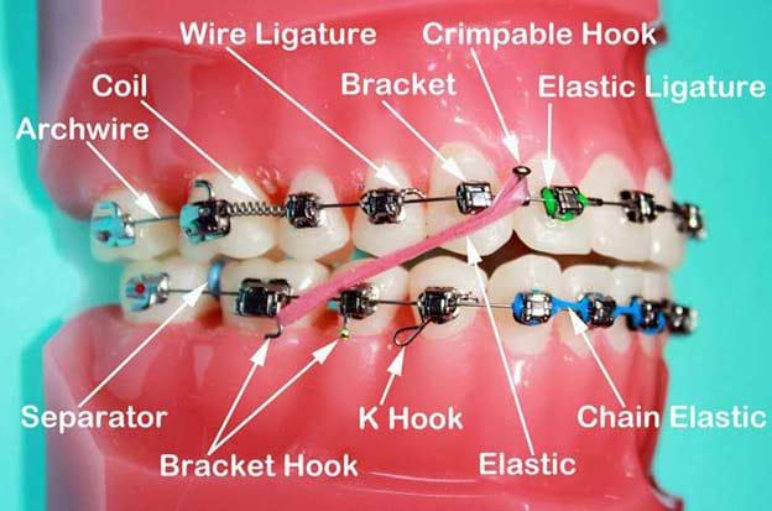 Wire Ligature
Crimpable Hook
Coil
Bracket
Elastic Ligature
Archwire
Separator
K Hook
Chain Elastic
Bracket Hook
Elastic